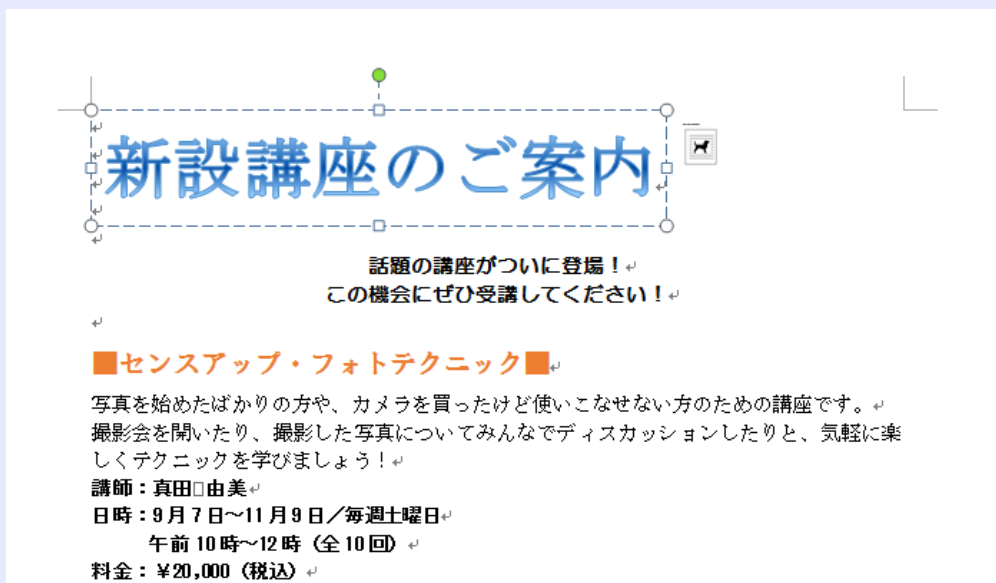 新設講座のご案内
話題の講座がついに登場！
この機会にぜひ受講してください！
■センスアップ・フォトテクニック■
写真を始めたばかりの方や、カメラを買ったけど使いこなせない方のための講座です。
撮影会を開いたり、撮影した写真についてみんなでディスカッションしたりと、気軽に楽
しくテクニックを学びましょう！
講師：真田□由美
日時：9月7日～11月9日／毎週土曜日
午前10時～12時（全10回）
料金：￥20,000（税込）